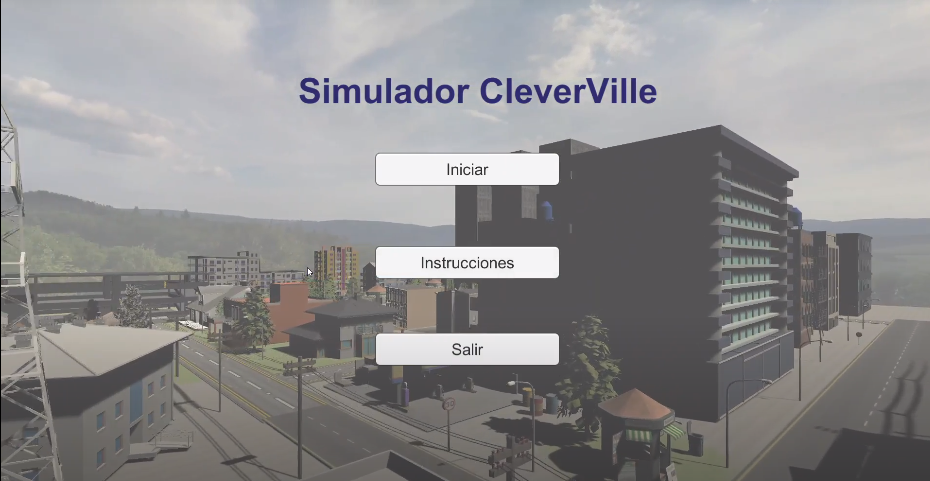 Simulador CleverVille
Iniciar
Instrucciones
Salir